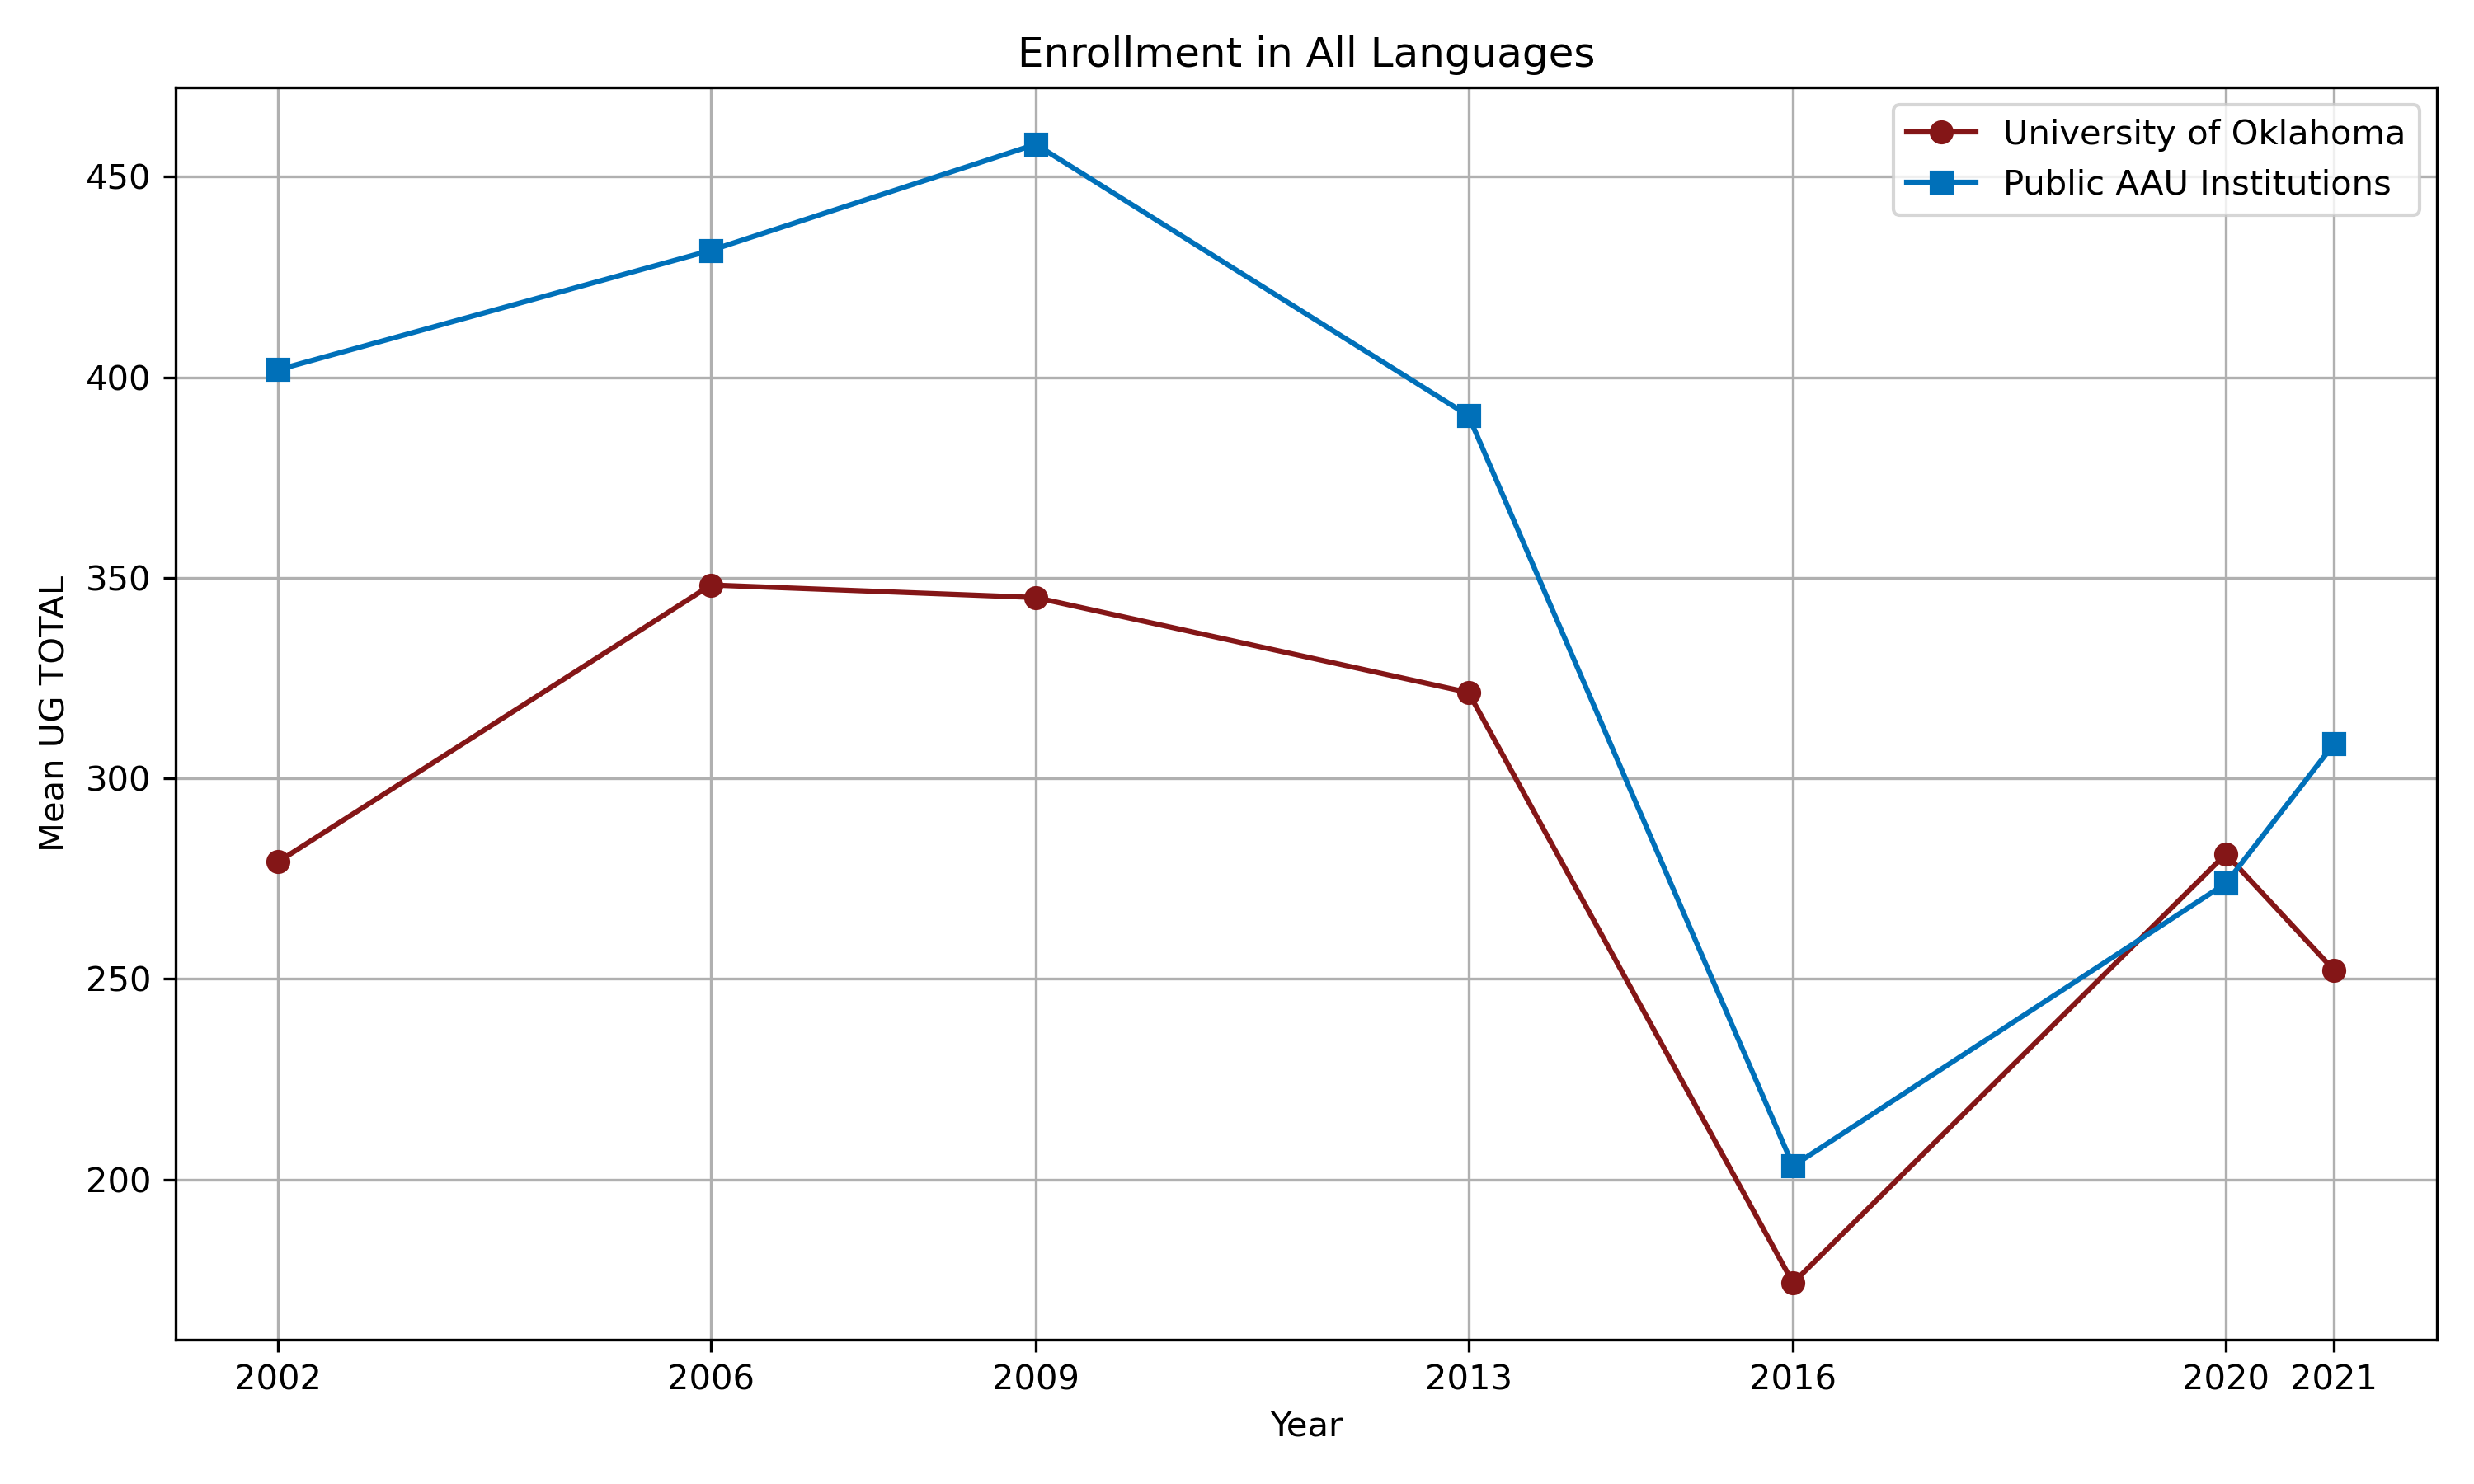 Enrollment in All Languages
University of Oklahoma
Public AAU Institutions
Mean UG TOTAL
450
400
350
300
250
200
2002 2006 2009 2013 2016 2020 2021
Year